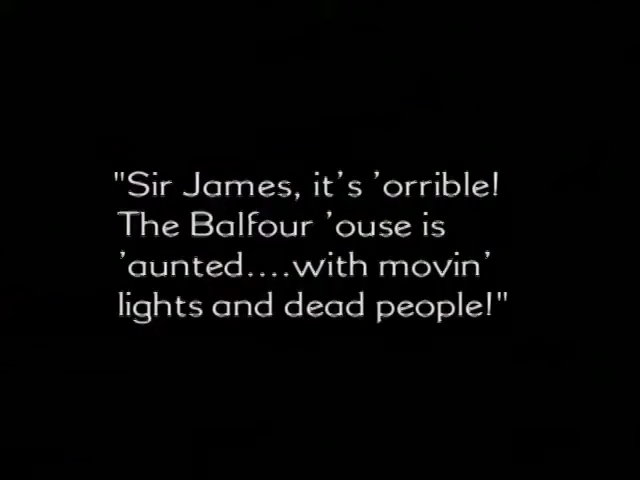 "Sir James, it's 'orrible!
The Balfour 'ouse is
'aunted....with movin'
lights and dead people!"